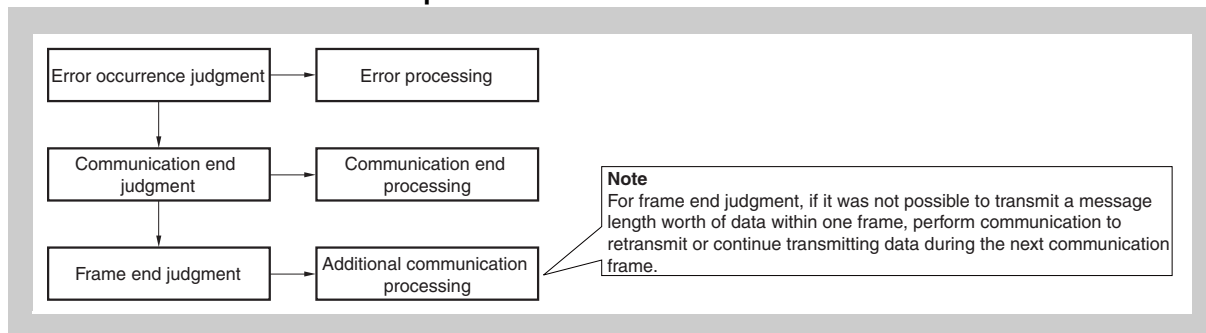 Error occurrence judgment
Error processing
Communication end
judgment
Communication end
processing
Frame end judgment
Additional communication
processing
Note
For frame end judgment, if it was not possible to transmit a message
length worth of data within one frame, perform communication to
retransmit or continue transmitting data during the next communication
frame.